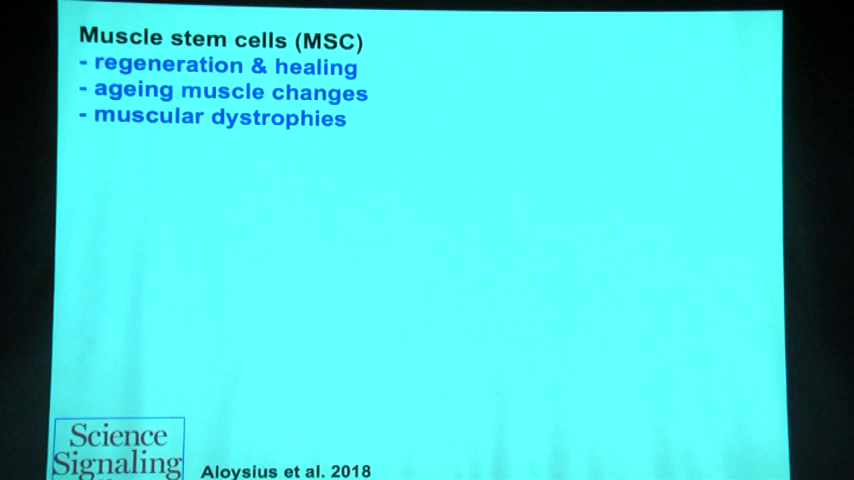 Muscle stem cells (MSC)
- regeneration & healing
- ageing muscle changes
- muscular dystrophies
Science
Signaling
Aloysius et al. 2018